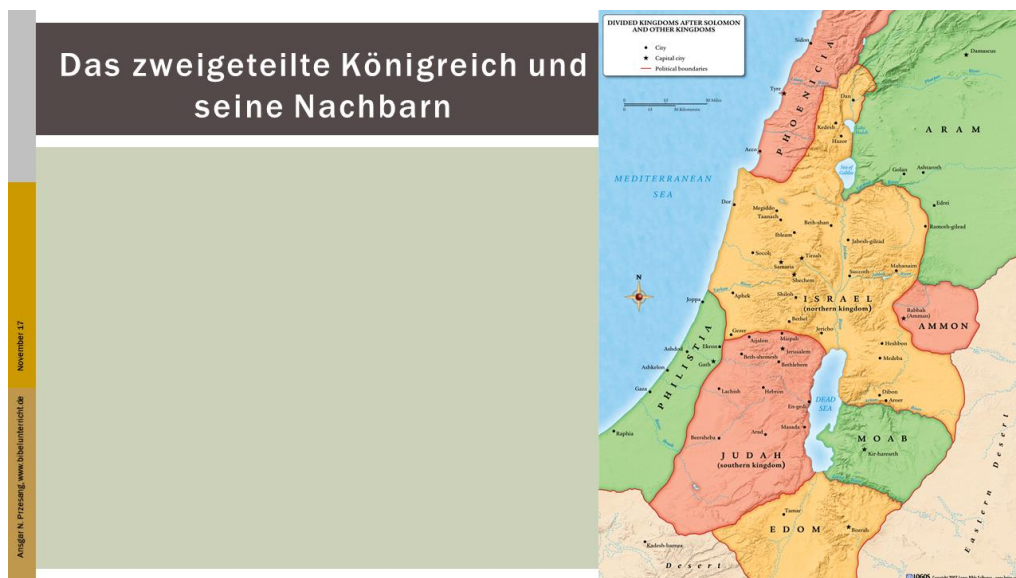 Das zweigeteilte Königreich und
seine Nachbarn
November 17
Ansgar N. Przesang, www.bibelunterricht.de
DIVIDED KINGDOMS AFTER SOLOMON
AND OTHER KINGDOMS
City
Capital city
Political boundaries
Sidon
PHOENICIA
Damascus
Tyre
Dan
ARAM
Kedesh
Hazor
Acco
Sea of
Galilee
Golan
Ashtaroth
MEDITERRANEAN
SEA
Dor
Megiddo
Taanach
Edrei
Beth-shan
Ramoth-gilead
Ibleam
Jabesh-gilead
Socoh
Tirzah
Samaria
Mahanaim
Succoth
Shechem
N
Aphek
Shiloh
ISRAEL
(northern kingdom)
Joppa
Rabbah
(Amman)
AMMON
Bethel
Jericho
Gezer
Aijalon
Mizpah
Heshbon
Ekron
Jerusalem
Ashdod
Beth-shemesh
Medeba
Gath
Bethlehem
Ashkelon
PHILISTIA
Gaza
Lachish
Hebron
Dibon
Aroer
DEAD
SEA
En-gedi
Raphia
Masada
Beersheba
Arad
MOAB
Kir-hareseth
JUDAH
(southern kingdom)
Tamar
EDOM
Bozrah
Kadesh-barnea
Desert
Eastern Desert
LOGOS